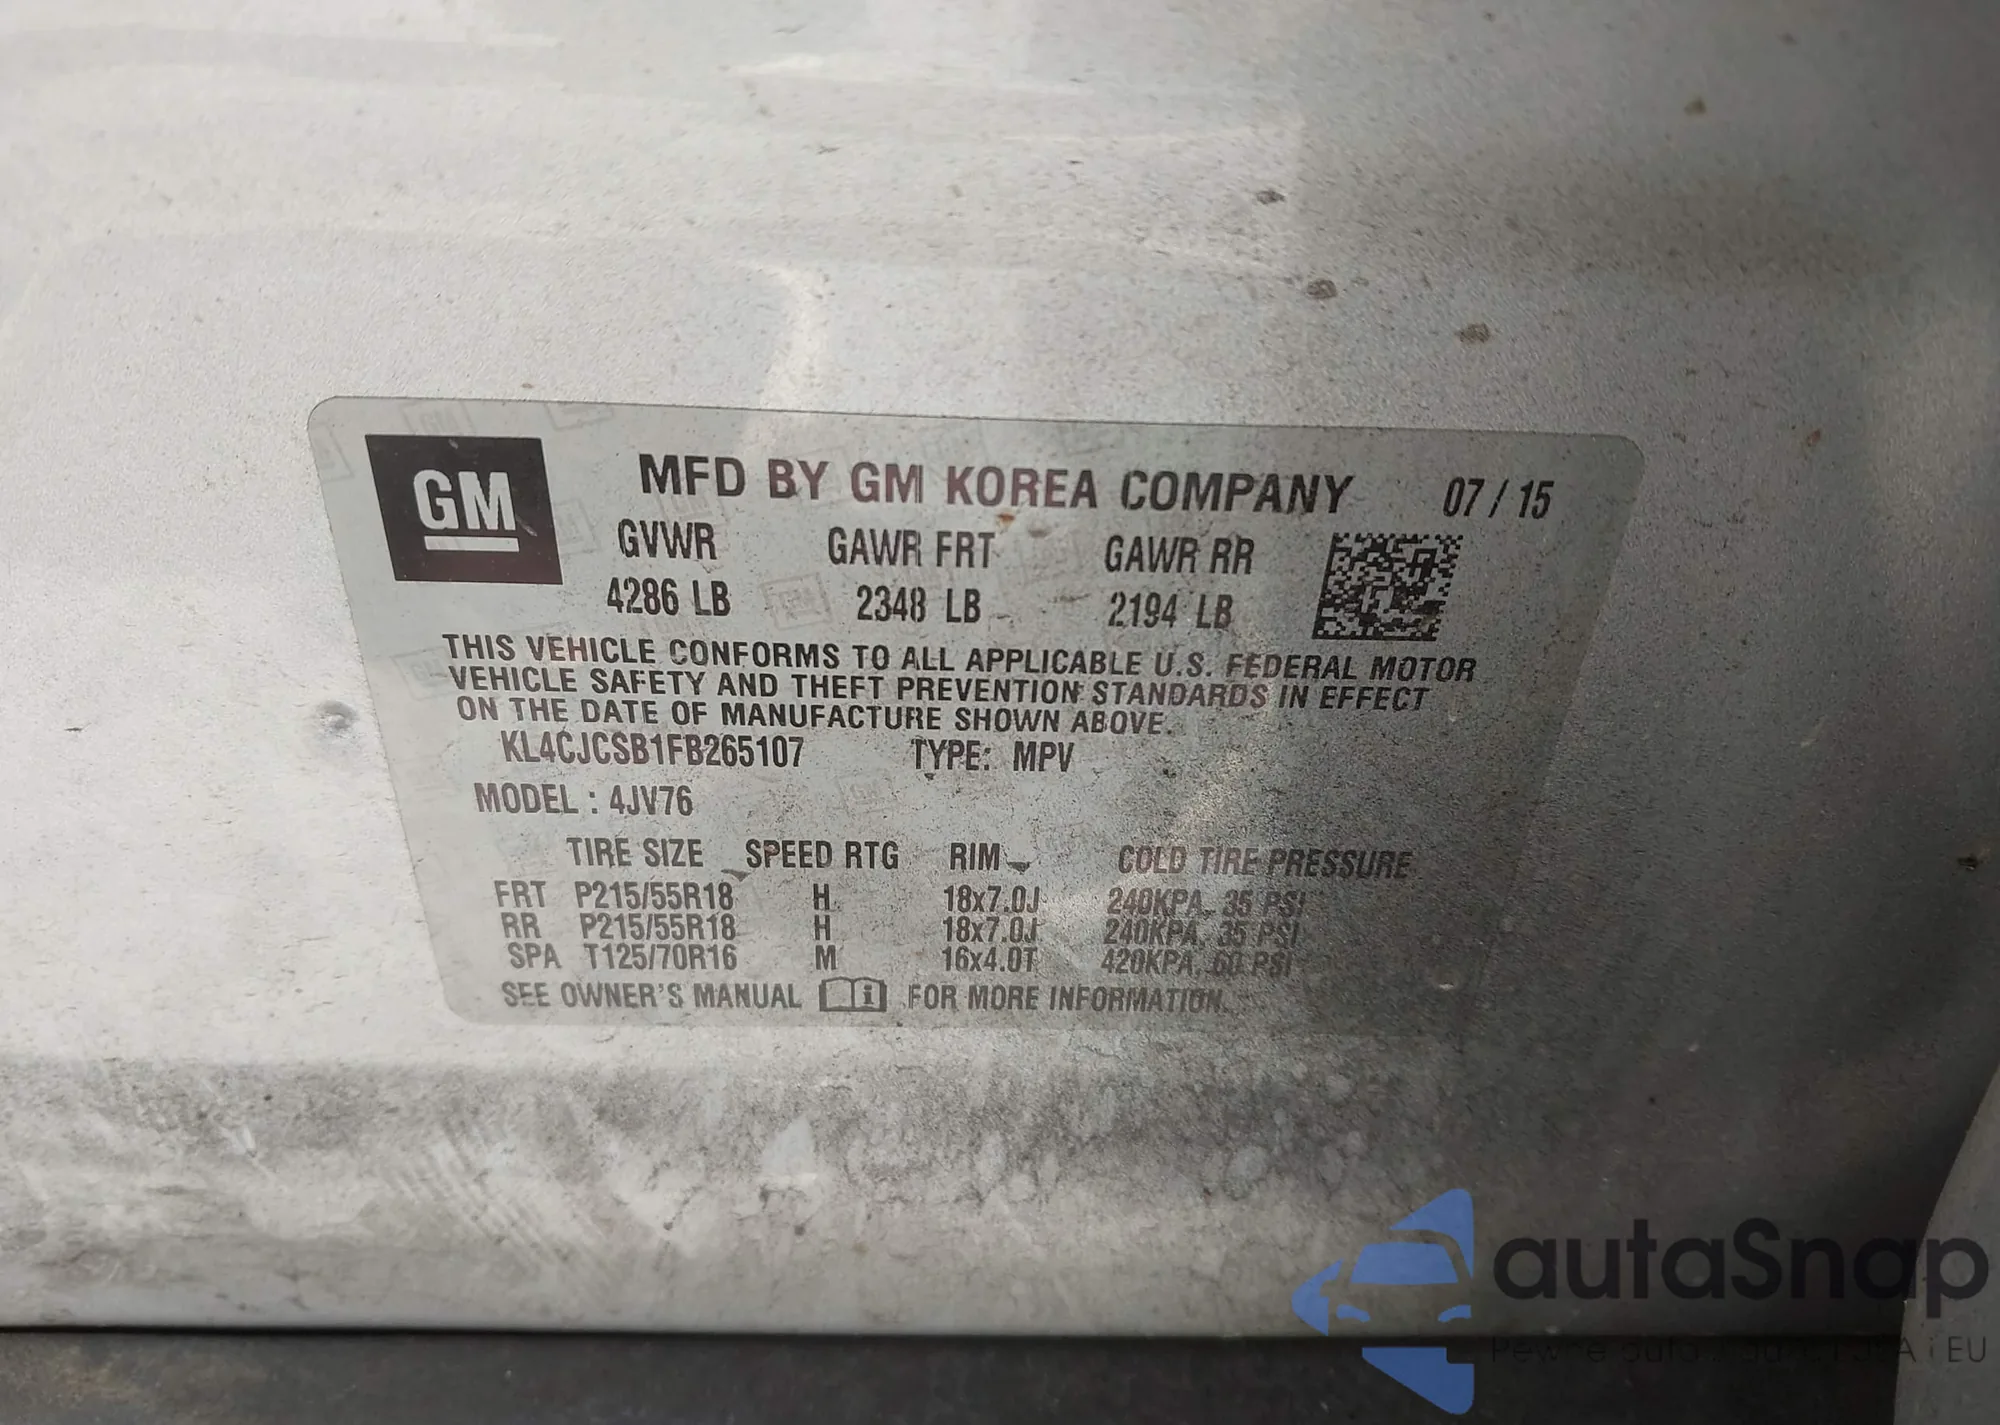 GM
MFD BY GM KOREA COMPANY 07 / 15
GVWR GAWR FRT GAWR RR
4286 LB 2348 LB 2194 LB
THIS VEHICLE CONFORMS TO ALL APPLICABLE U.S. FEDERAL MOTOR
VEHICLE SAFETY AND THEFT PREVENTION STANDARDS IN EFFECT
ON THE DATE OF MANUFACTURE SHOWN ABOVE.
KL4CJCSB1FB265107 TYPE: MPV
MODEL : 4JV76
TIRE SIZE SPEED RTG RIM COLD TIRE PRESSURE
FRT P215/55R18 H 18x7.0J 240KPA, 35 PSI
RR P215/55R18 H 18x7.0J 240KPA, 35 PSI
SPA T125/70R16 M 16x4.0T 420KPA, 60 PSI
SEE OWNER'S MANUAL i FOR MORE INFORMATION.
autaSnap
i EU